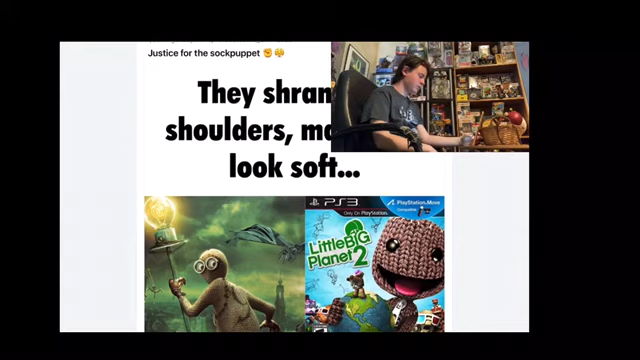 Justice for the sockpuppet
They shran
shoulders, ma
look soft...
PS3
Only On PlayStation
PlayStation Move
Compatible
LittleBIG
Planet 2